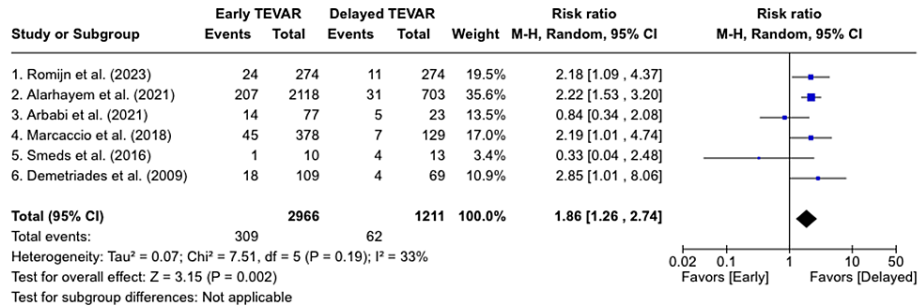 Early TEVAR Delayed TEVAR Risk ratio Risk ratio
Study or Subgroup Events Total Events Total Weight M-H, Random, 95% CI M-H, Random, 95% CI
1. Romijn et al. (2023) 24 274 11 274 19.5% 2.18 [1.09 , 4.37]
2. Alarhayem et al. (2021) 207 2118 31 703 35.6% 2.22 [1.53 , 3.20]
3. Arbabi et al. (2021) 14 77 5 23 13.5% 0.84 [0.34 , 2.08]
4. Marcaccio et al. (2018) 45 378 7 129 17.0% 2.19 [1.01 , 4.74]
5. Smeds et al. (2016) 1 10 4 13 3.4% 0.33 [0.04 , 2.48]
6. Demetriades et al. (2009) 18 109 4 69 10.9% 2.85 [1.01 , 8.06]
Total (95% CI) 2966 1211 100.0% 1.86 [1.26 , 2.74]
Total events: 309 62
Heterogeneity: Tau² = 0.07; Chi² = 7.51, df = 5 (P = 0.19); I² = 33%
0.02 0.1 1 10 50
Test for overall effect: Z = 3.15 (P = 0.002)
Favors [Early] Favors [Delayed]
Test for subgroup differences: Not applicable